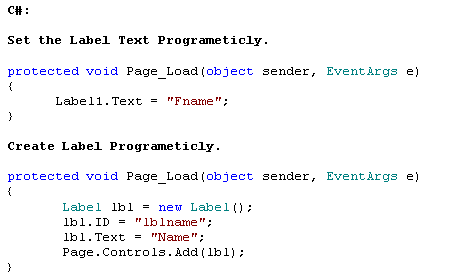 C#:
Set the Label Text Programeticly.
protected void Page_Load(object sender, EventArgs e)
{
Label1.Text = "Fname";
}
Create Label Programeticly.
protected void Page_Load(object sender, EventArgs e)
{
Label lbl = new Label();
lbl.ID = "lblname";
lbl.Text = "Name";
Page.Controls.Add(lbl);
}